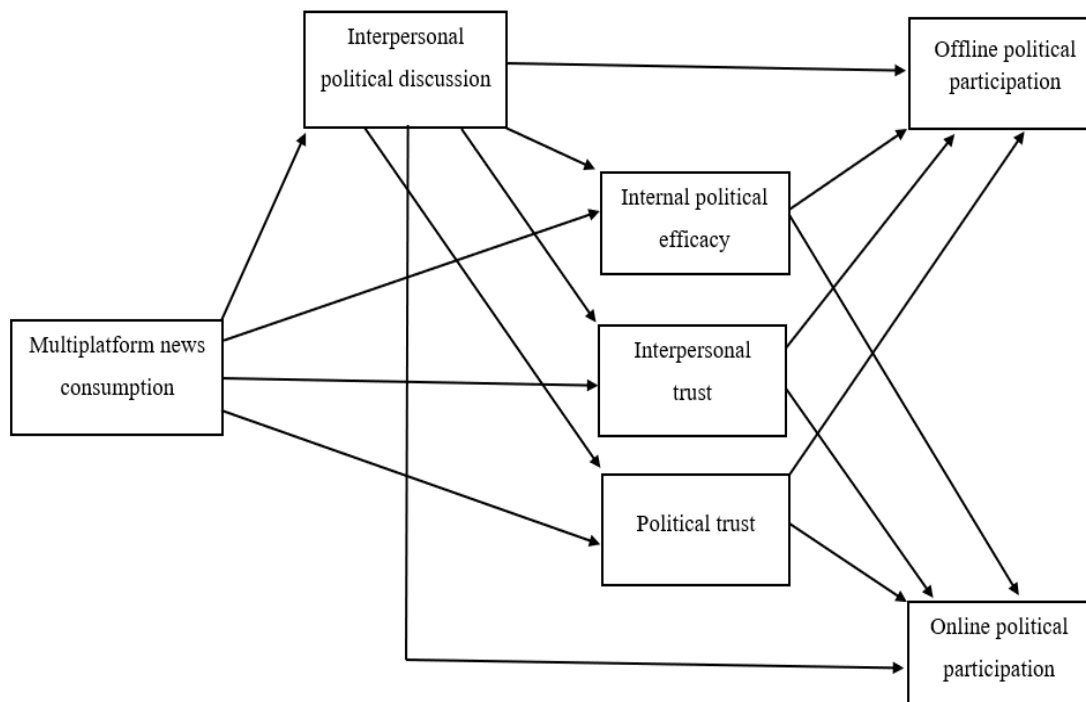 Interpersonal
political discussion
Offline political
participation
Internal political
efficacy
Multiplatform news
consumption
Interpersonal
trust
Political trust
Online political
participation